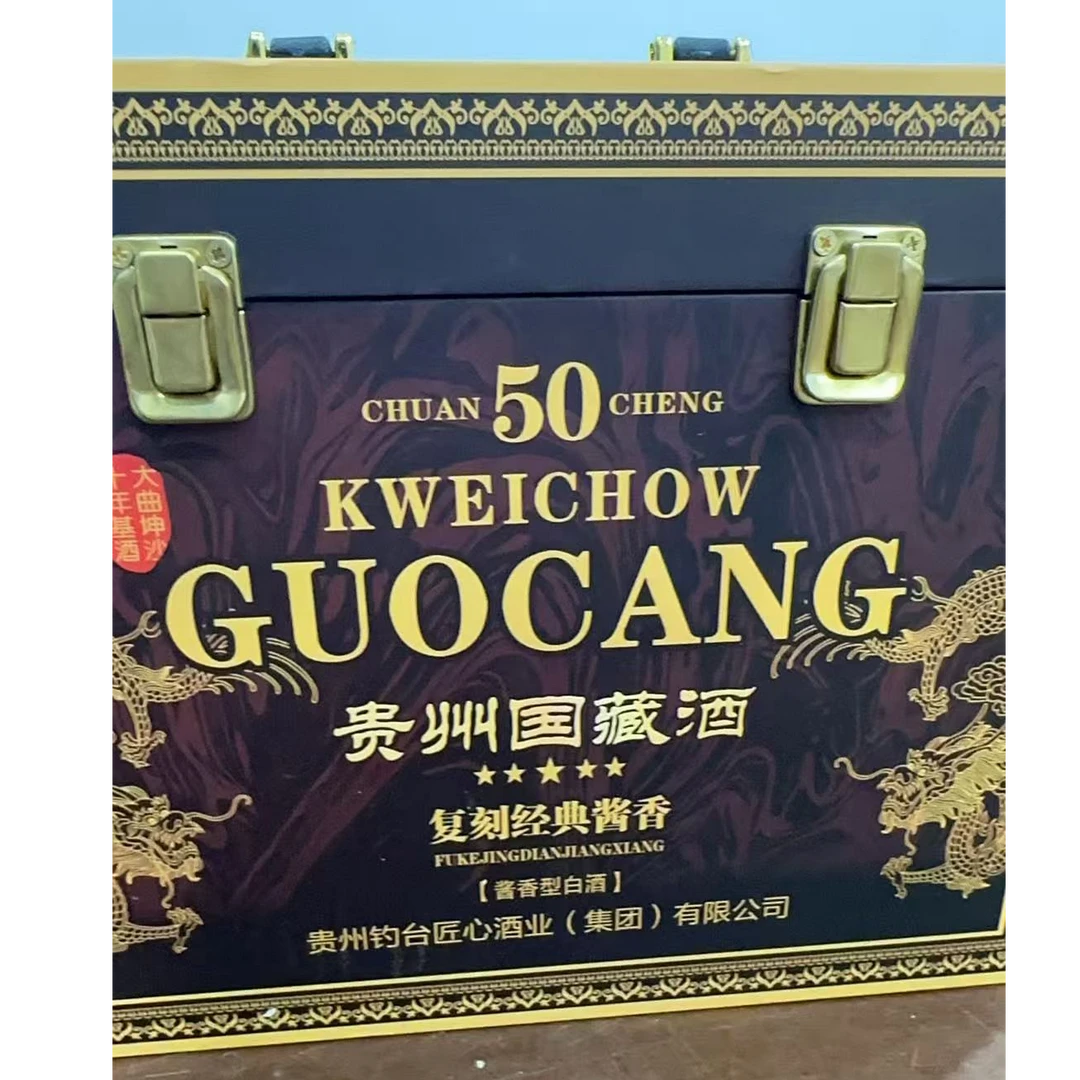 CHUAN 50 CHENG
KWEICHOW
大曲坤沙
十年基酒
GUOCANG
贵州国藏酒
复刻经典酱香
FUKEJINGDIANJIANGXIANG
【酱香型白酒】
贵州钓台匠心酒业(集团)有限公司